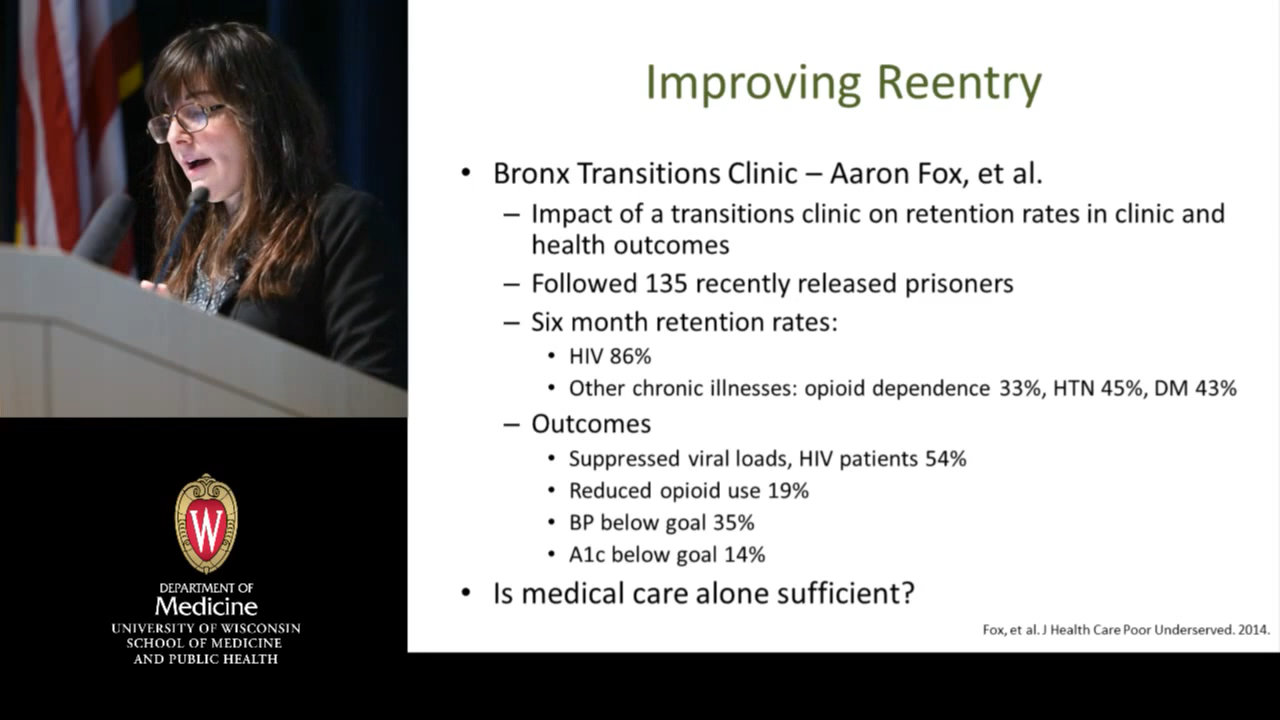 Improving Reentry
• Bronx Transitions Clinic – Aaron Fox, et al.
– Impact of a transitions clinic on retention rates in clinic and
health outcomes
– Followed 135 recently released prisoners
– Six month retention rates:
• HIV 86%
• Other chronic illnesses: opioid dependence 33%, HTN 45%, DM 43%
– Outcomes
• Suppressed viral loads, HIV patients 54%
• Reduced opioid use 19%
• BP below goal 35%
• A1c below goal 14%
• Is medical care alone sufficient?
Fox, et al. J Health Care Poor Underserved. 2014.
W
DEPARTMENT OF
Medicine
UNIVERSITY OF WISCONSIN
SCHOOL OF MEDICINE
AND PUBLIC HEALTH